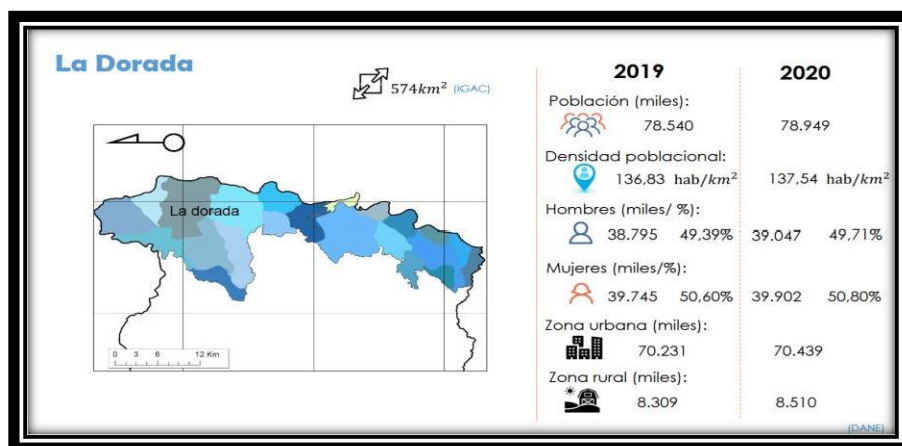 La Dorada
574km² (IGAC)
La dorada
0 3 6 12 Km
2019 2020
Población (miles):
78.540 78.949
Densidad poblacional:
136,83 hab/km² 137,54 hab/km²
Hombres (miles/ %):
38.795 49,39% 39.047 49,71%
Mujeres (miles/%):
39.745 50,60% 39.902 50,80%
Zona urbana (miles):
70.231 70.439
Zona rural (miles):
8.309 8.510
(DANE)